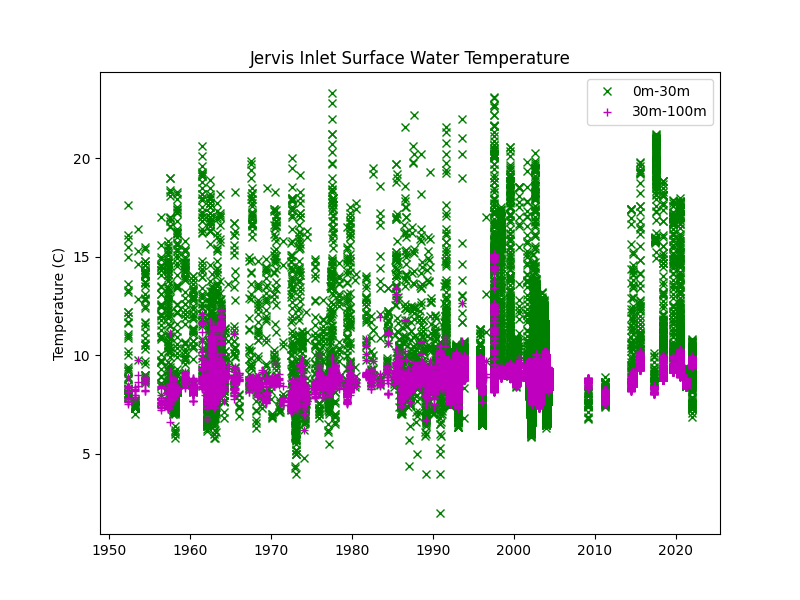 Jervis Inlet Surface Water Temperature
0m-30m
30m-100m
Temperature (C)
20
15
10
5
1950 1960 1970 1980 1990 2000 2010 2020